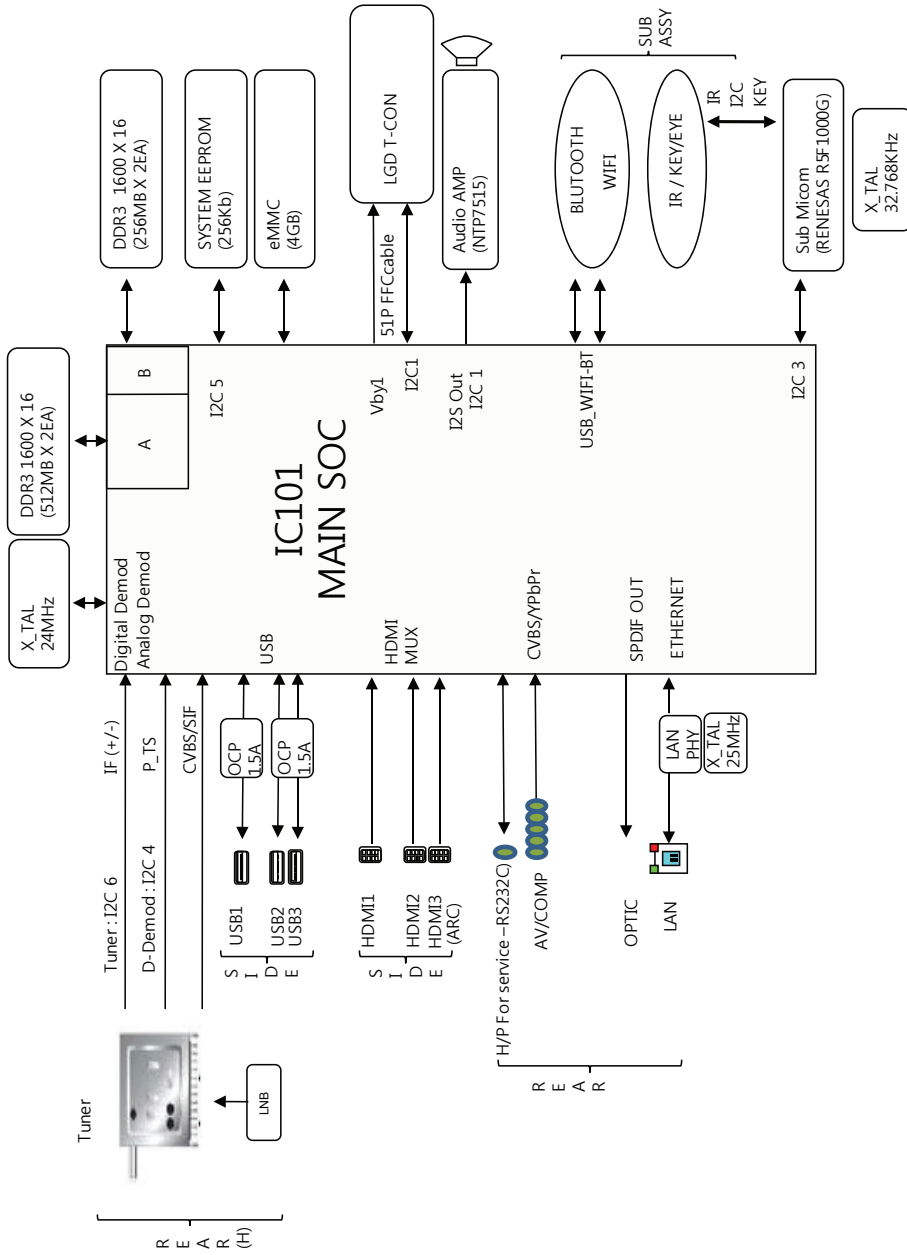 REAR
(H)
Tuner
LNB
Tuner : I2C 6
IF (+/-)
D-Demod : I2C 4
P_TS
CVBS/SIF
X_TAL
24MHz
DDR3 1600 X 16
(512MB X 2EA)
Digital Demod
Analog Demod
A
B
DDR3 1600 X 16
(256MB X 2EA)
I2C 5
SYSTEM EEPROM
(256Kb)
eMMC
(4GB)
SIDE
USB1
USB2
USB3
OCP
1.5A
OCP
1.5A
USB
IC101
MAIN SOC
Vby1
51P FFCcable
I2C1
LGD T-CON
SIDE
HDMI1
HDMI2
HDMI3
(ARC)
HDMI
MUX
I2S Out
I2C 1
Audio AMP
(NTP7515)
REAR
H/P For service –RS232C)
AV/COMP
CVBS/YPbPr
USB_WIFI-BT
BLUTOOTH
WIFI
SUB
ASSY
IR / KEY/EYE
IR
I2C
KEY
OPTIC
SPDIF OUT
LAN
LAN
PHY
X_TAL
25MHz
ETHERNET
I2C 3
Sub Micom
(RENESAS R5F1000G)
X_TAL
32.768KHz